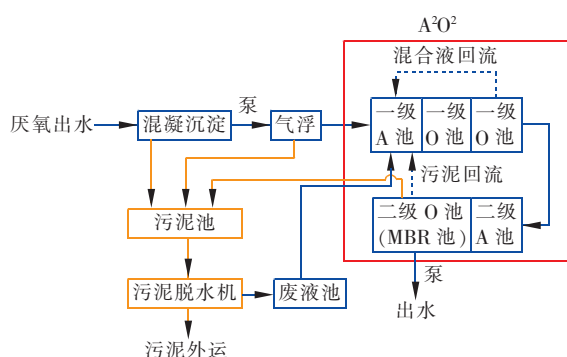 A²O²
混合液回流
泵
厌氧出水
混凝沉淀
气浮
一级
A 池
一级
O 池
一级
O 池
污泥回流
污泥池
二级 O 池
(MBR 池)
二级
A 池
泵
污泥脱水机
废液池
出水
污泥外运